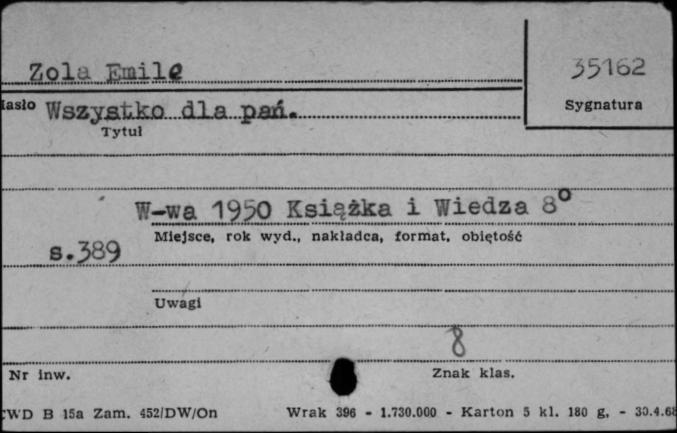 Zola Emile
35162
Hasło Wszystko dla pań.
Sygnatura
Tytuł
W-wa 1950 Książka i Wiedza 8°
Miejsce, rok wyd., nakładca, format, objętość
s.389
Uwagi
8
Nr inw.
Znak klas.
CWD B 15a Zam. 452/DW/On Wrak 396 - 1.730.000 - Karton 5 kl. 180 g, - 30.4.68